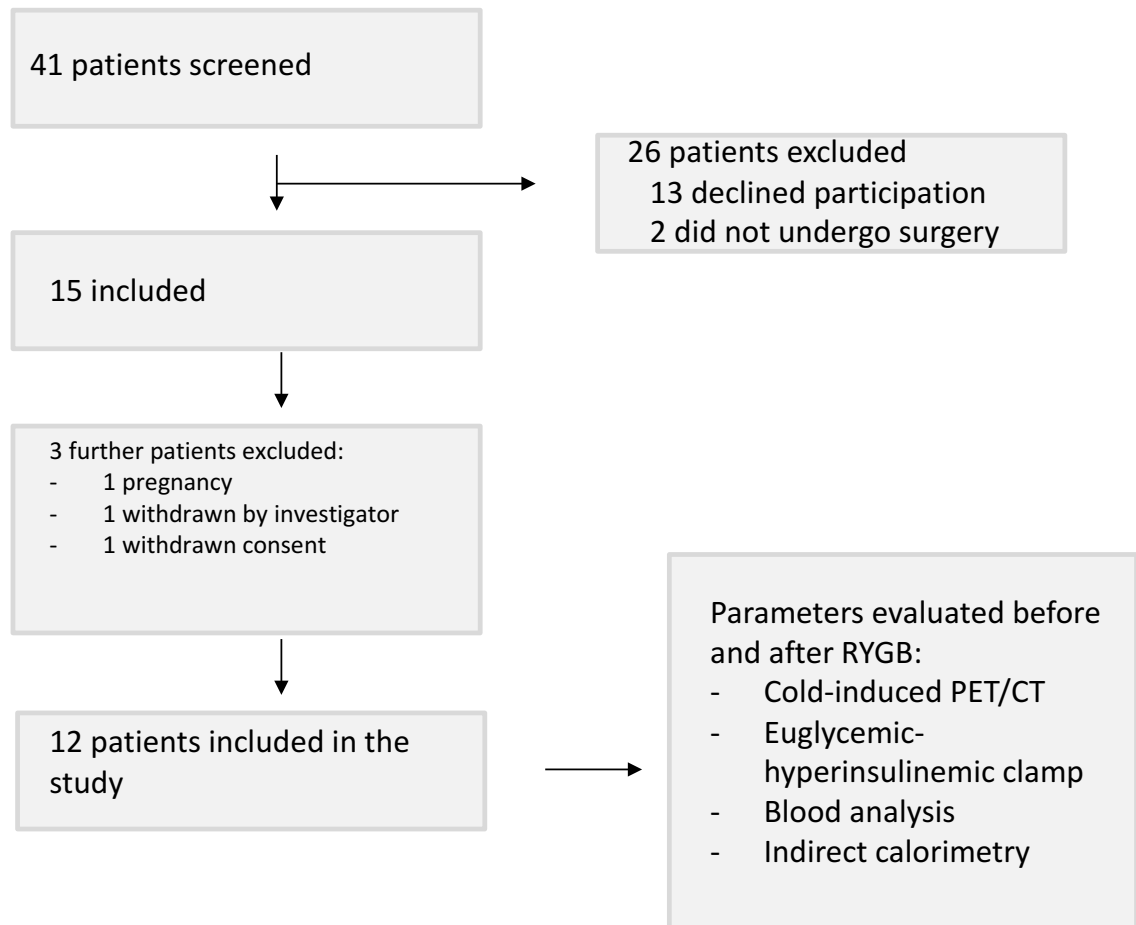 41 patients screened
26 patients excluded
13 declined participation
2 did not undergo surgery
15 included
3 further patients excluded:
- 1 pregnancy
- 1 withdrawn by investigator
- 1 withdrawn consent
12 patients included in the
study
Parameters evaluated before
and after RYGB:
- Cold-induced PET/CT
- Euglycemic-
hyperinsulinemic clamp
- Blood analysis
- Indirect calorimetry